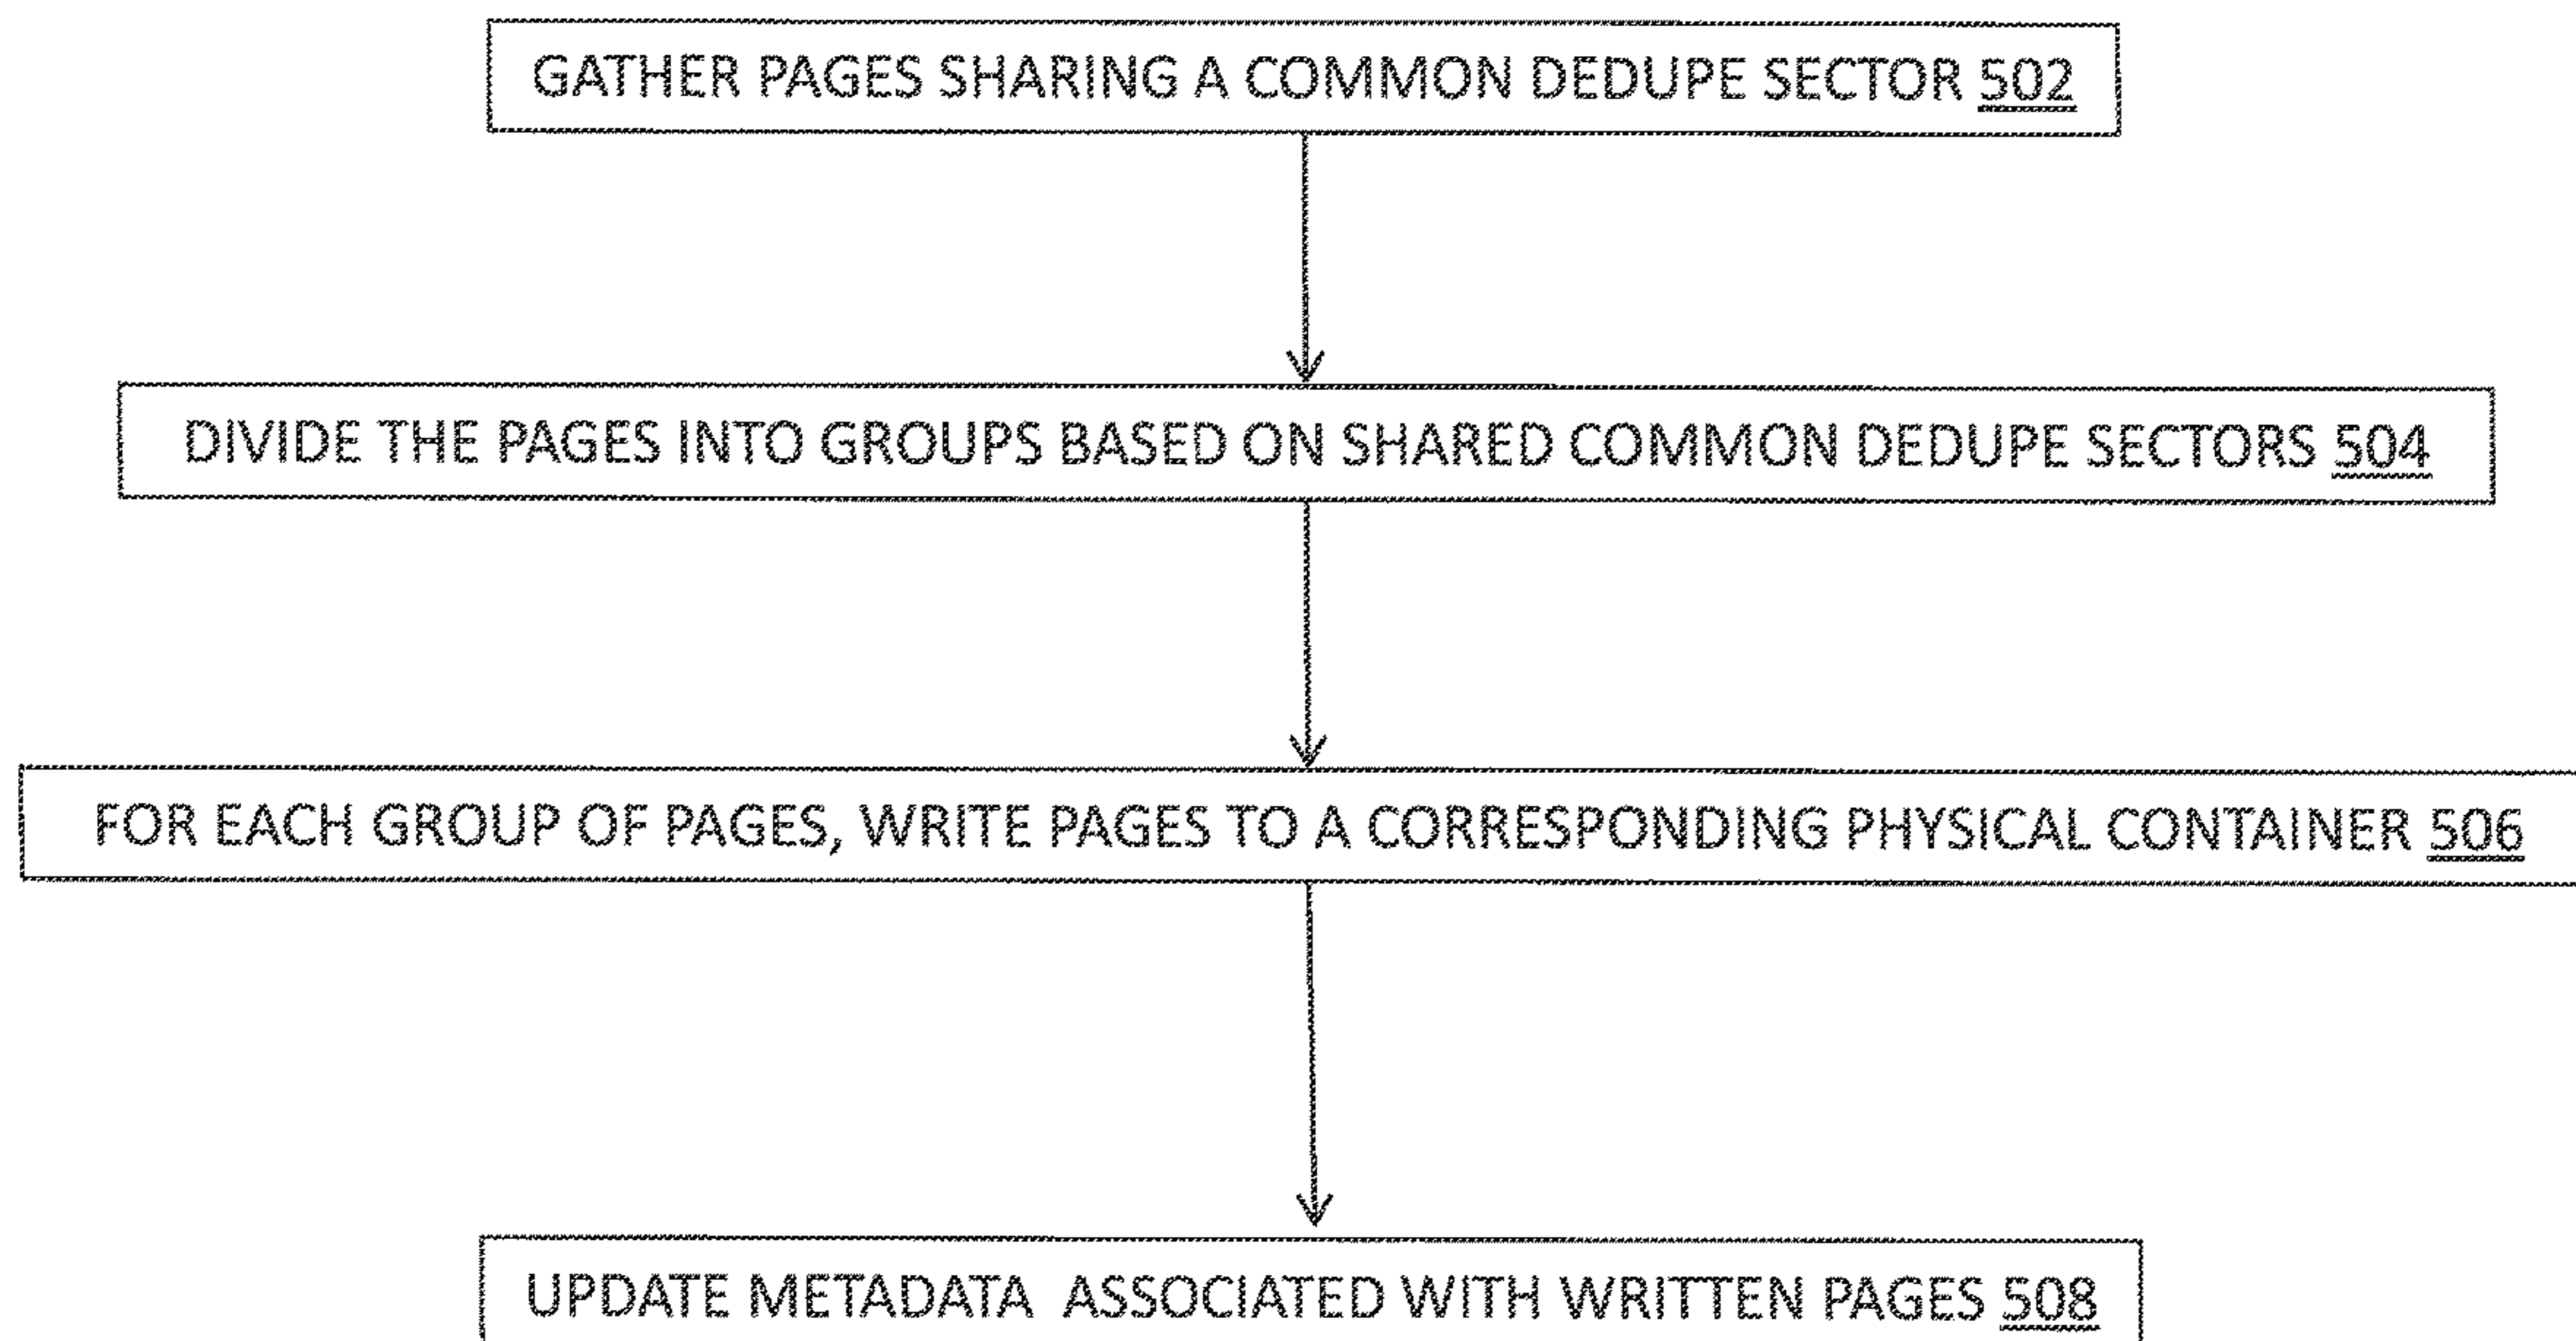 GATHER PAGES SHARING A COMMON DEDUPE SECTOR 502
DIVIDE THE PAGES INTO GROUPS BASED ON SHARED COMMON DEDUPE SECTORS 504
FOR EACH GROUP OF PAGES, WRITE PAGES TO A CORRESPONDING PHYSICAL CONTAINER 506
UPDATE METADATA ASSOCIATED WITH WRITTEN PAGES 508